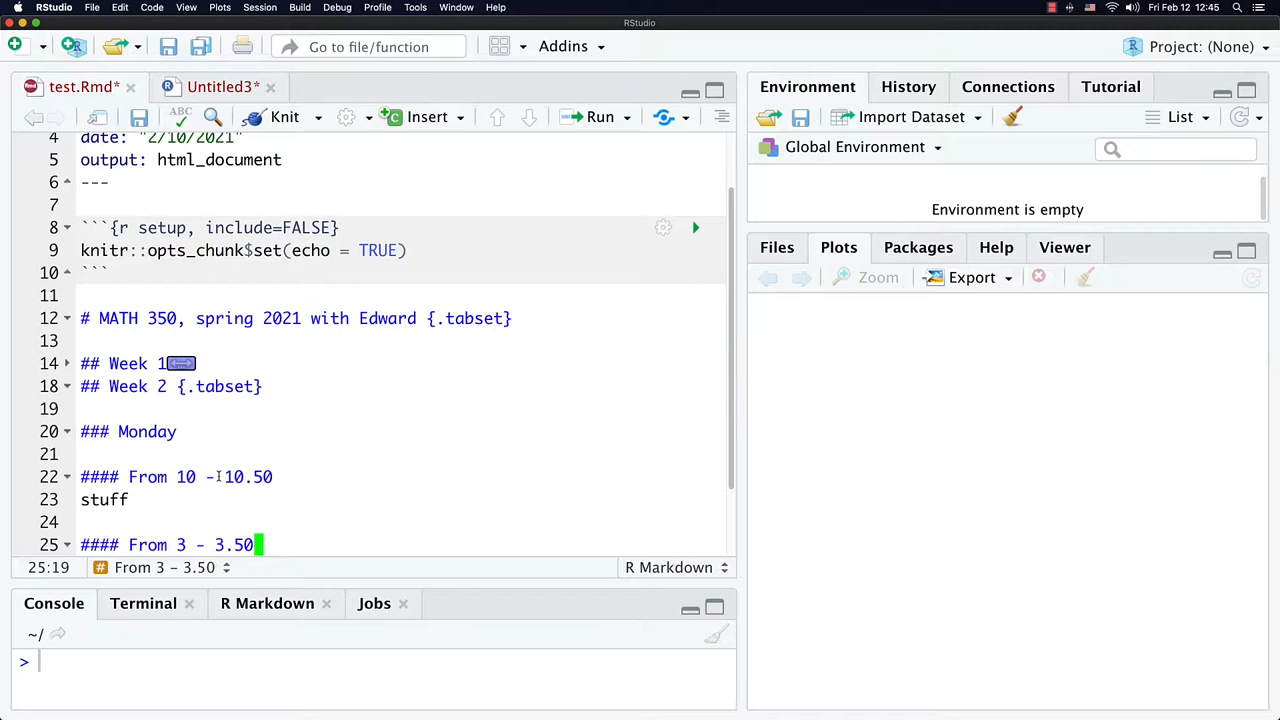 RStudio File Edit Code View Plots Session Build Debug Profile Tools Window Help Fri Feb 12 12:45
RStudio
Go to file/function Addins Project: (None)
test.Rmd* Untitled3*
ABC Knit Insert Run
4 date: "2/10/2021"
5 output: html_document
6 ---
7
8 ```{r setup, include=FALSE}
9 knitr::opts_chunk$set(echo = TRUE)
10 ```
11
12 # MATH 350, spring 2021 with Edward {.tabset}
13
14 ## Week 1
18 ## Week 2 {.tabset}
19
20 ### Monday
21
22 #### From 10 - 10.50
23 stuff
24
25 #### From 3 - 3.50
25:19 # From 3 - 3.50 R Markdown
Console Terminal R Markdown Jobs
~/
>
Environment History Connections Tutorial
Import Dataset List
Global Environment
Environment is empty
Files Plots Packages Help Viewer
Zoom Export